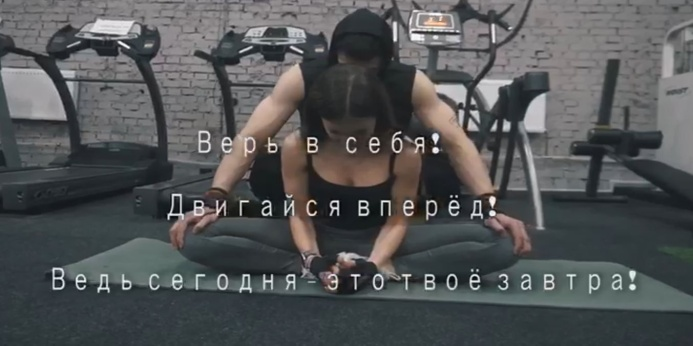 Верь в себя!
Двигайся вперёд!
Ведь сегодня - это твоё завтра!